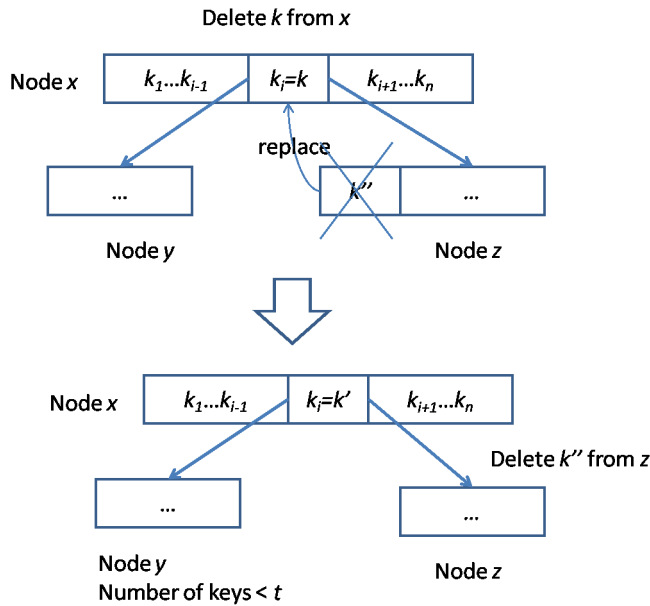 Delete k from x
Node x
k1...ki-1 ki=k ki+1...kn
replace
... k'' ...
Node y Node z
Node x
k1...ki-1 ki=k' ki+1...kn
Delete k'' from z
... ...
Node y
Number of keys < t
Node z